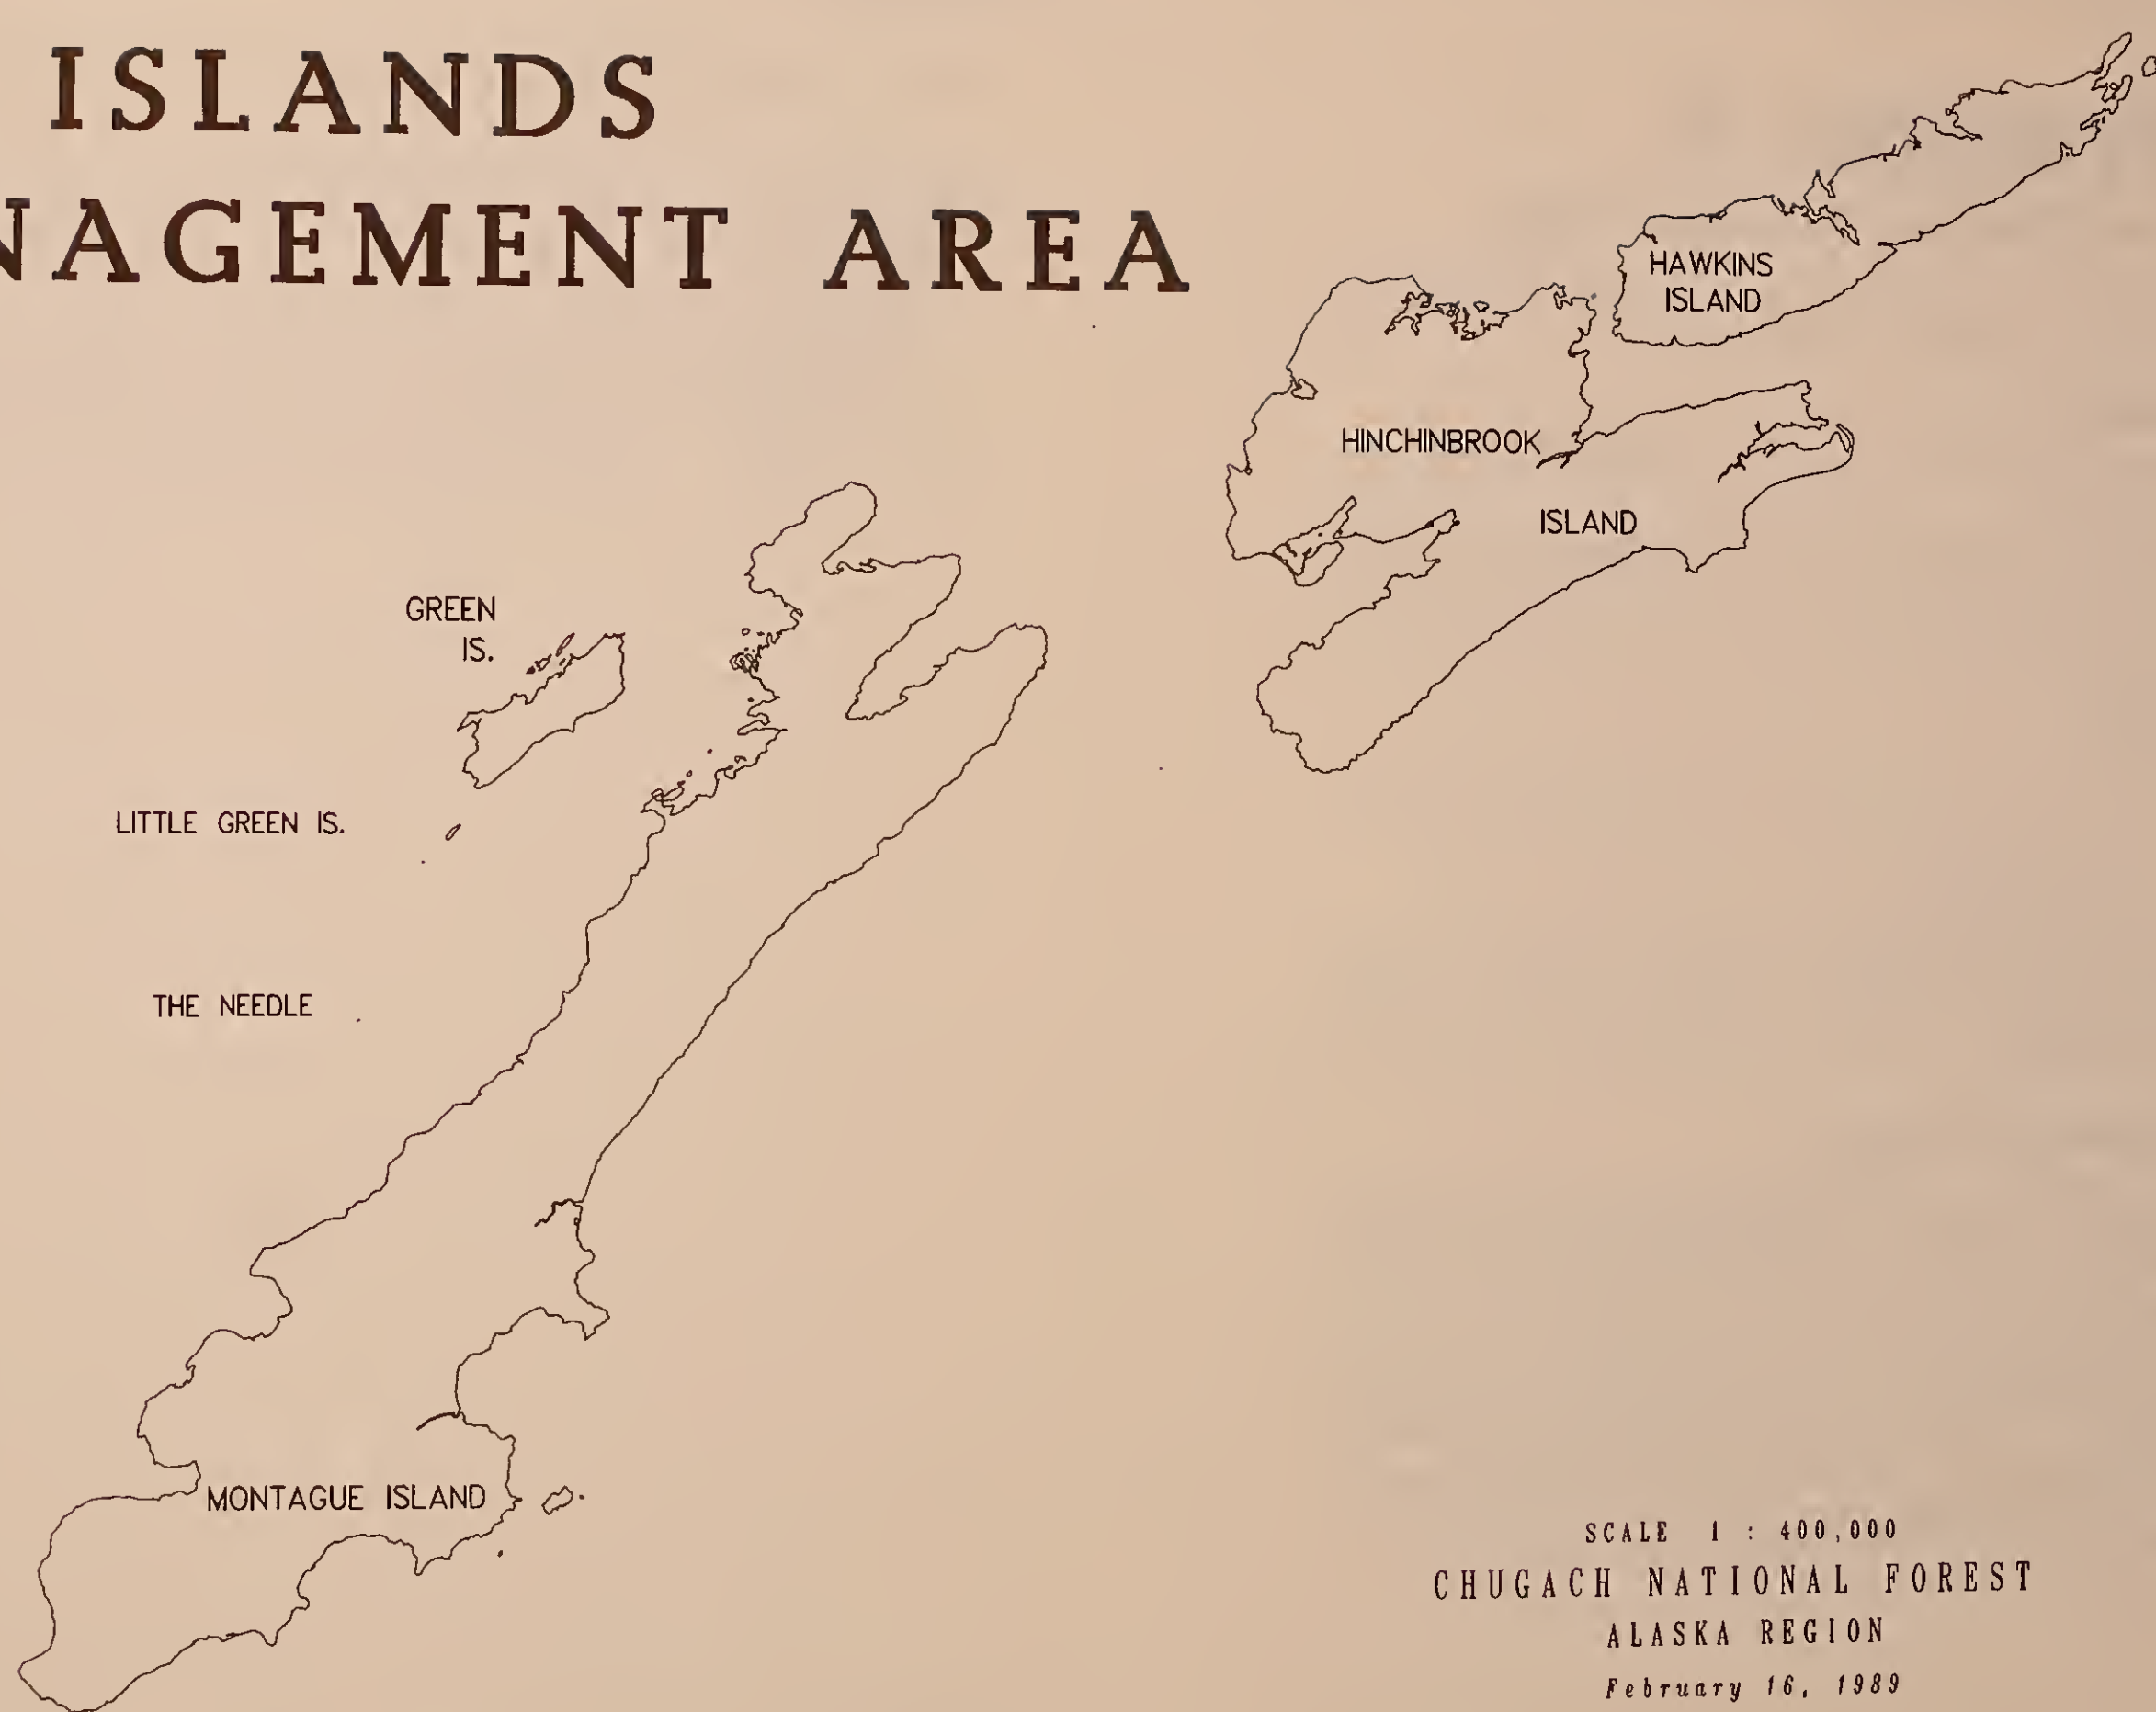 ISLANDS
NAGEMENT AREA
HAWKINS
ISLAND
HINCHINBROOK
ISLAND
GREEN
IS.
LITTLE GREEN IS.
THE NEEDLE
MONTAGUE ISLAND
SCALE 1 : 400,000
CHUGACH NATIONAL FOREST
ALASKA REGION
February 16, 1989